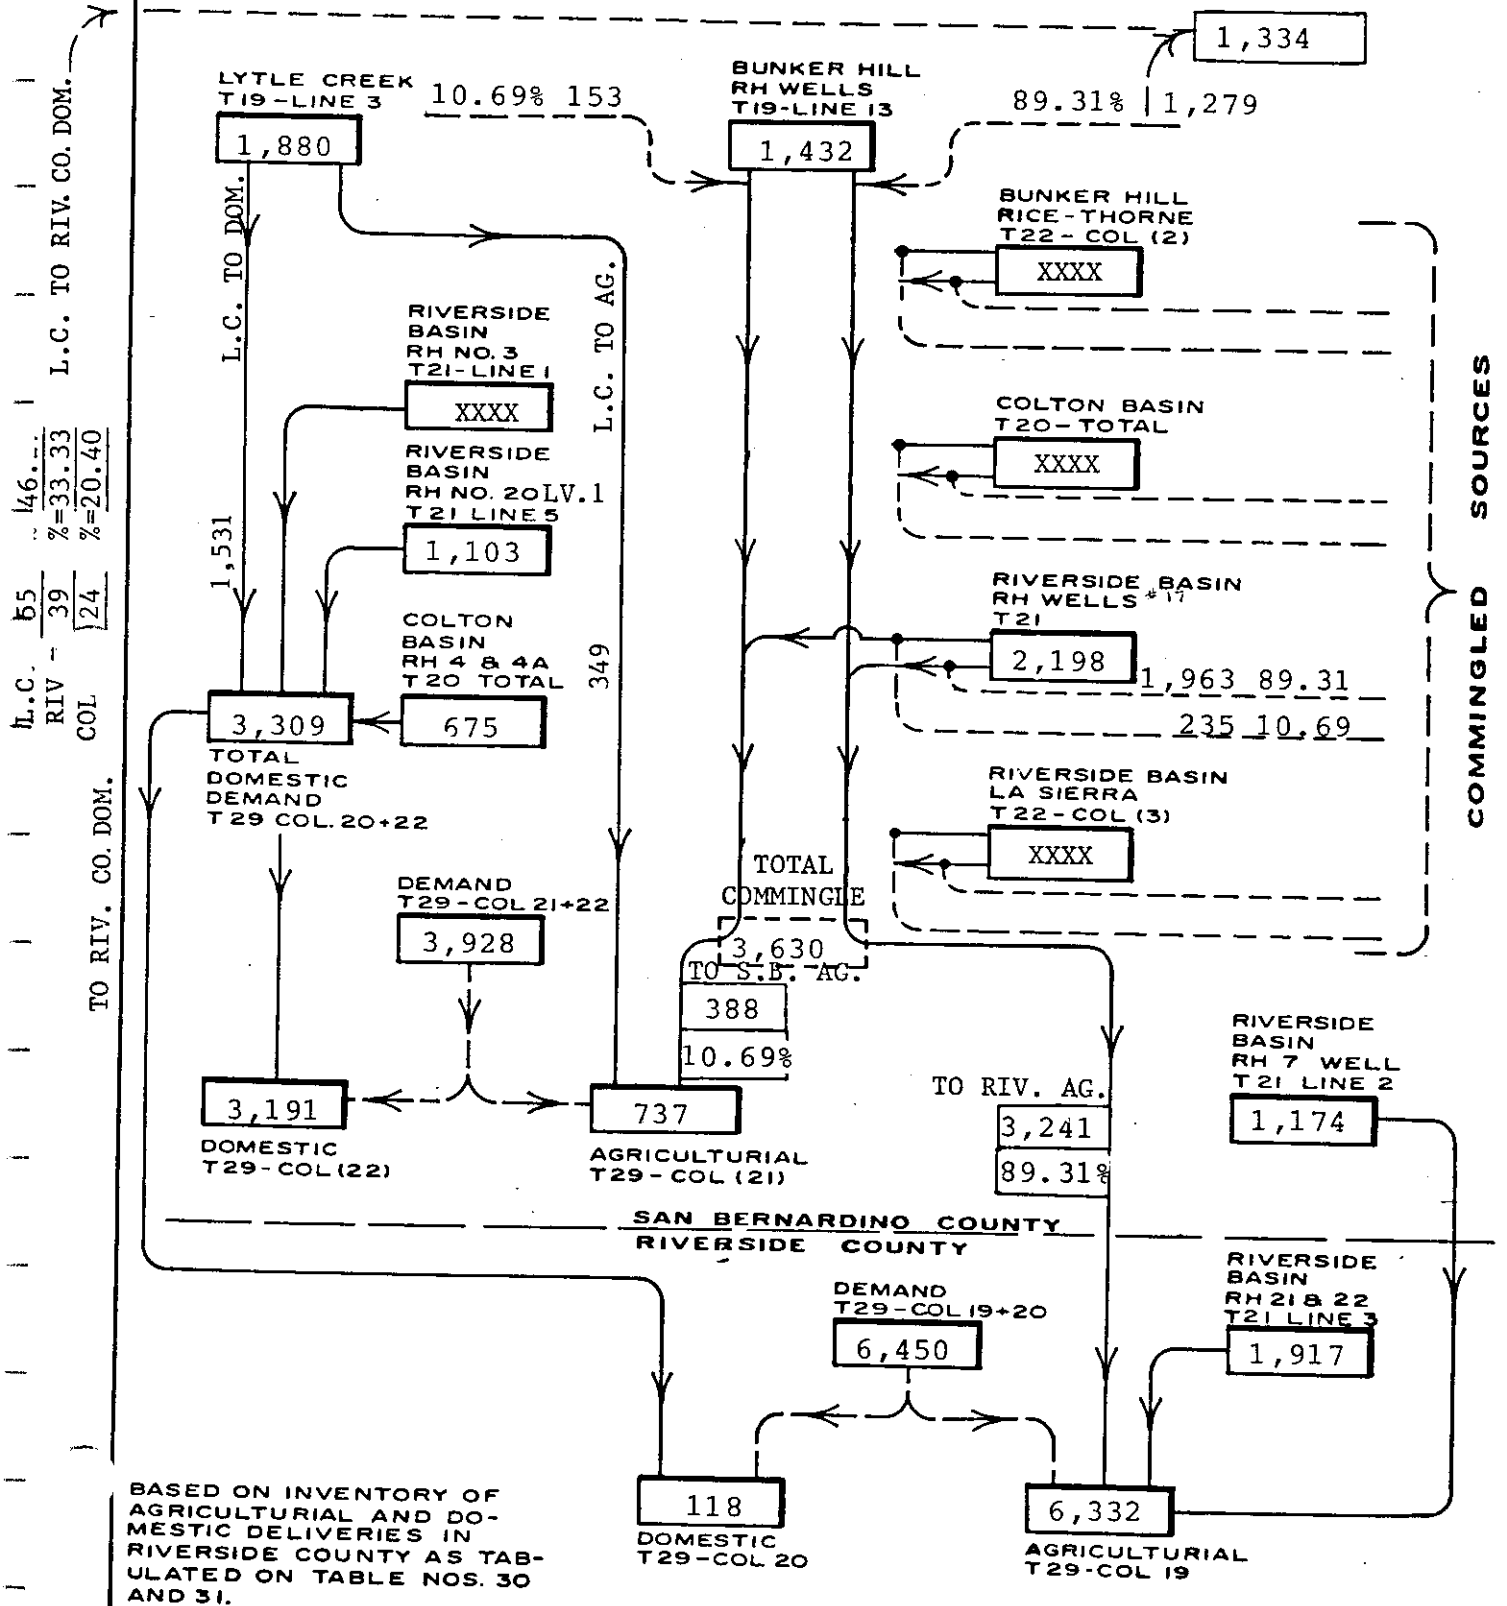 1,334
LYTLE CREEK
T19-LINE 3
1,880
10.69% 153
BUNKER HILL
RH WELLS
T19-LINE 13
1,432
89.31% 1,279
L.C. TO RIV. CO. DOM.
L.C. TO DOM.
L.C. TO AG.
BUNKER HILL
RICE-THORNE
T22-COL (2)
XXXX
RIVERSIDE
BASIN
RH NO. 3
T21-LINE 1
XXXX
COLTON BASIN
T20-TOTAL
XXXX
COMMINGLED SOURCES
RIVERSIDE
BASIN
RH NO. 20 LV.1
T21 LINE 5
1,103
1,531
349
%=33.33
%=20.40
L.C.
RIV - 39
COL 24
RIVERSIDE BASIN
RH WELLS #17
T21
2,198
1,963 89.31
235 10.69
COLTON
BASIN
RH 4 & 4A
T20 TOTAL
675
3,309
TOTAL
DOMESTIC
DEMAND
T29 COL. 20+22
RIVERSIDE BASIN
LA SIERRA
T22-COL (3)
XXXX
TO RIV. CO. DOM.
DEMAND
T29-COL 21+22
3,928
TOTAL
COMMINGLE
3,630
TO S.B. AG.
388
10.69%
3,191
DOMESTIC
T29-COL (22)
737
AGRICULTURIAL
T29-COL (21)
TO RIV. AG.
3,241
89.31%
RIVERSIDE
BASIN
RH 7 WELL
T21 LINE 2
1,174
SAN BERNARDINO COUNTY
RIVERSIDE COUNTY
DEMAND
T29-COL 19+20
6,450
RIVERSIDE
BASIN
RH 21 & 22
T21 LINE 3
1,917
118
DOMESTIC
T29-COL 20
6,332
AGRICULTURIAL
T29-COL 19
BASED ON INVENTORY OF
AGRICULTURIAL AND DO-
MESTIC DELIVERIES IN
RIVERSIDE COUNTY AS TAB-
ULATED ON TABLE NOS. 30
AND 31.